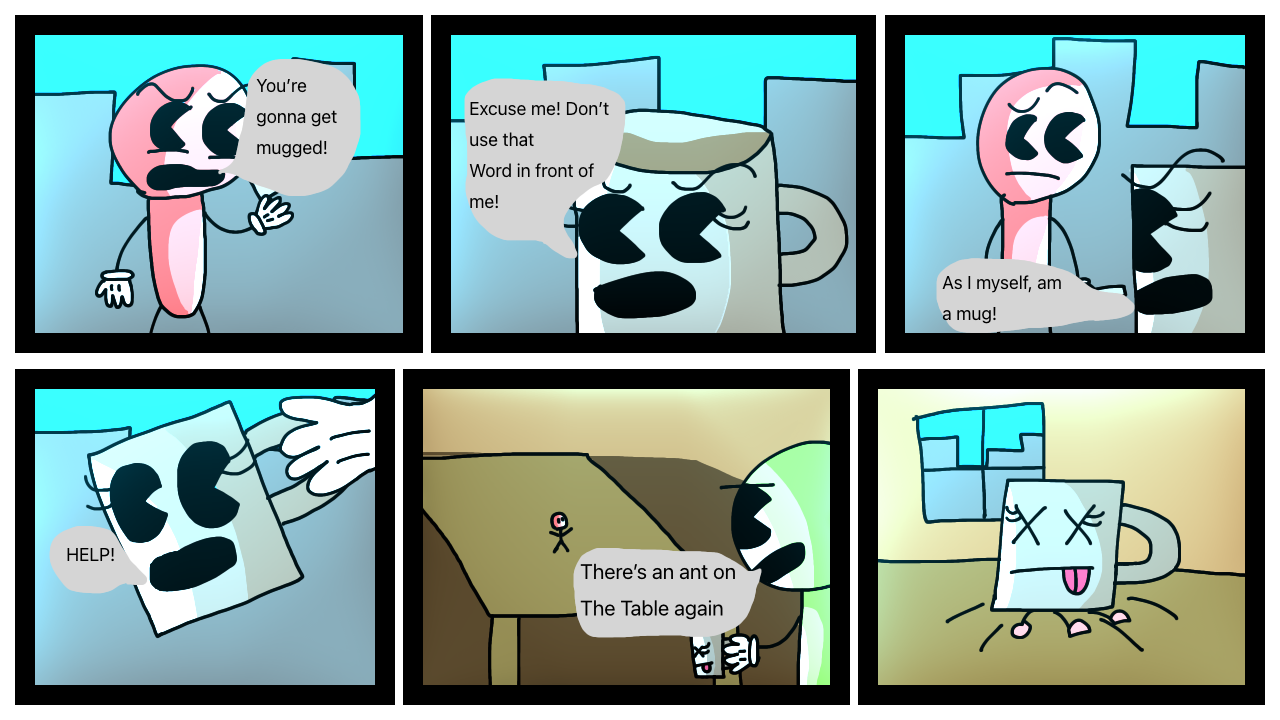 You’re
gonna get
mugged!
Excuse me! Don’t
use that
Word in front of
me!
As I myself, am
a mug!
HELP!
There’s an ant on
The Table again